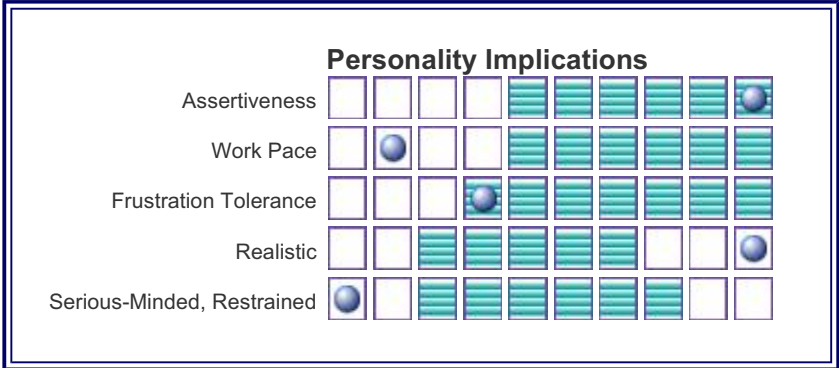 Personality Implications
Assertiveness
Work Pace
Frustration Tolerance
Realistic
Serious-Minded, Restrained